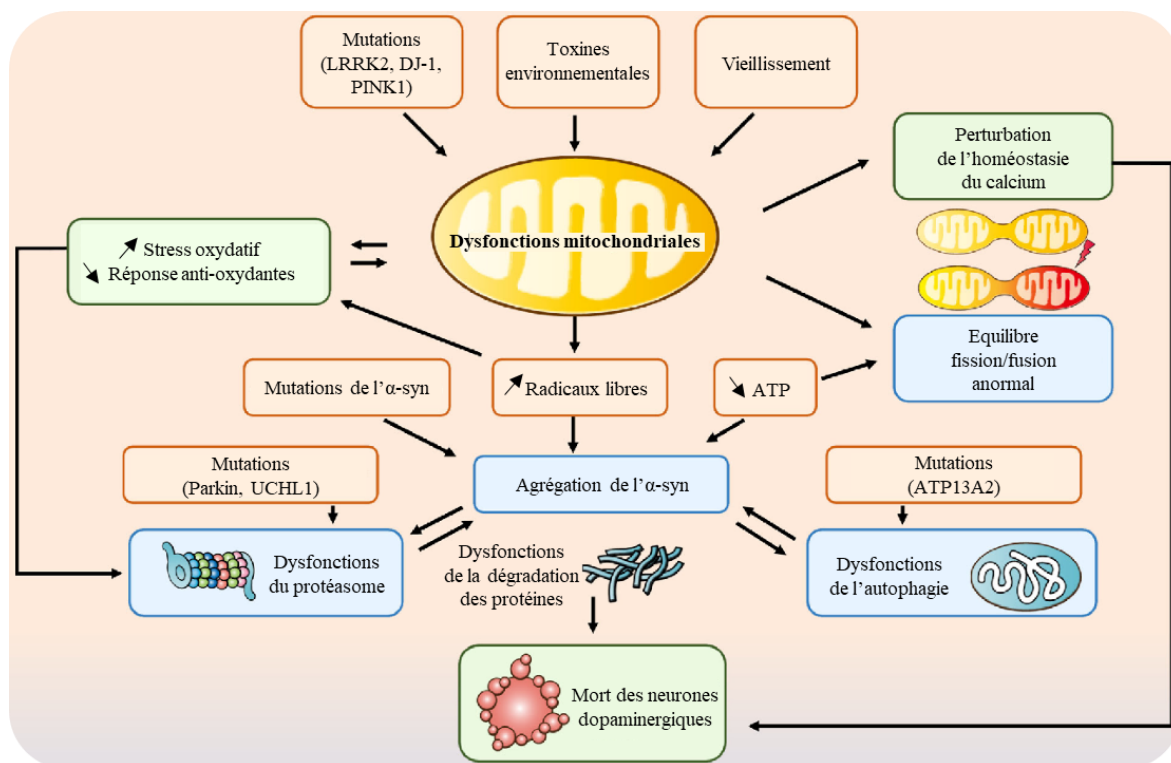 Mutations
(LRRK2, DJ-1,
PINK1)
Toxines
environnementales
Vieillissement
Perturbation
de l’homéostasie
du calcium
Dysfonctions mitochondriales
Stress oxydatif
Réponse anti-oxydantes
Equilibre
fission/fusion
anormal
Mutations de l’α-syn
Radicaux libres
ATP
Mutations
(Parkin, UCHL1)
Agrégation de l’α-syn
Mutations
(ATP13A2)
Dysfonctions
du protéasome
Dysfonctions
de la dégradation
des protéines
Dysfonctions
de l’autophagie
Mort des neurones
dopaminergiques